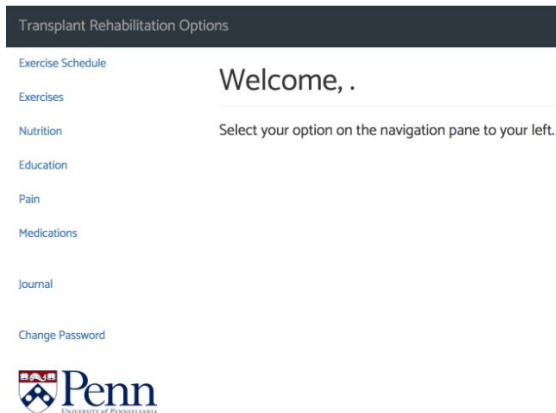 Transplant Rehabilitation Options
Exercise Schedule
Exercises
Nutrition
Education
Pain
Medications
Journal
Change Password
Welcome, .
Select your option on the navigation pane to your left.
Penn
UNIVERSITY of PENNSYLVANIA